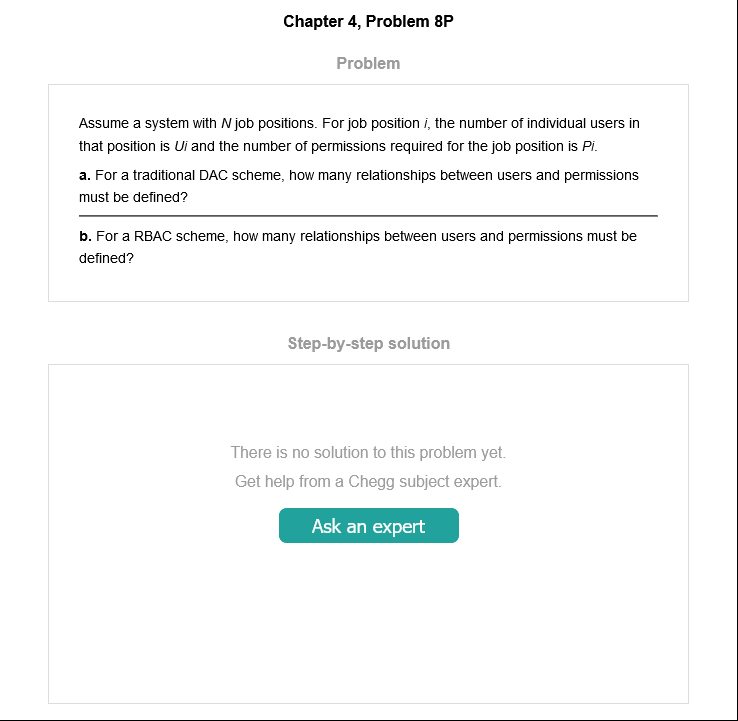 Chapter 4, Problem 8P
Problem
Assume a system with N job positions. For job position i, the number of individual users in
that position is Ui and the number of permissions required for the job position is Pi.
a. For a traditional DAC scheme, how many relationships between users and permissions
must be defined?
b. For a RBAC scheme, how many relationships between users and permissions must be
defined?
Step-by-step solution
There is no solution to this problem yet.
Get help from a Chegg subject expert.
Ask an expert